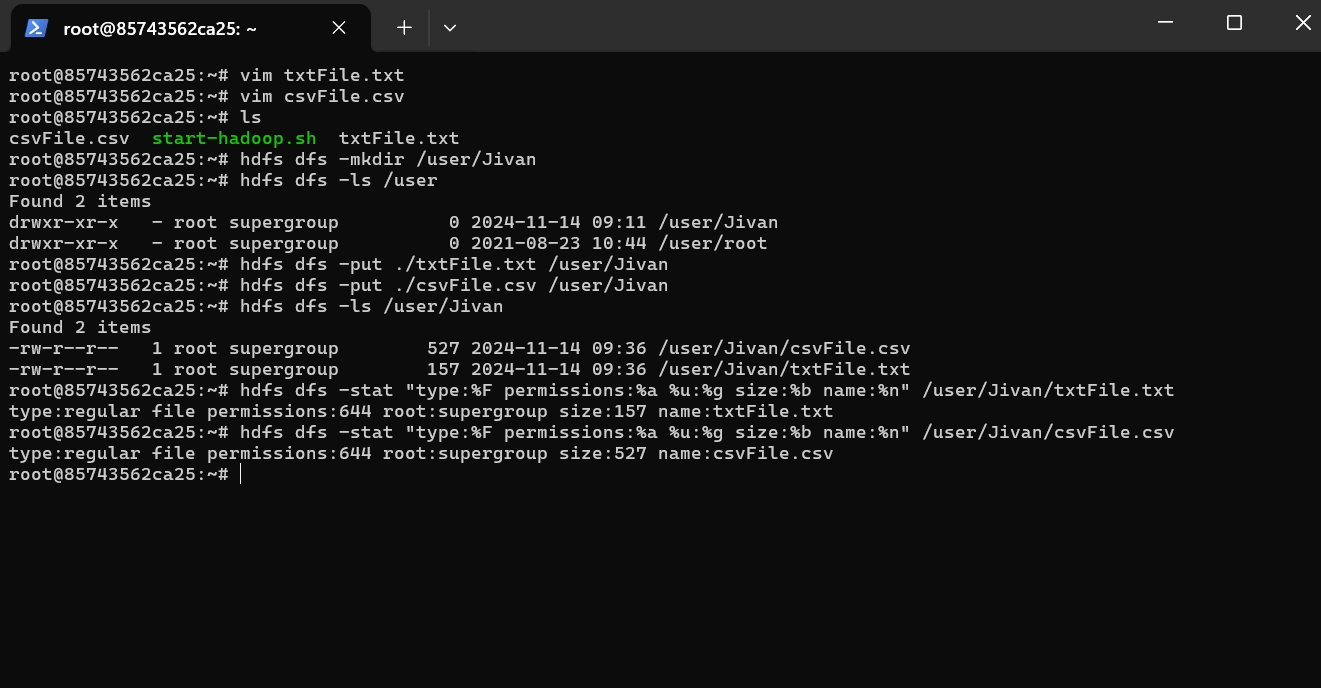 root@85743562ca25: ~
root@85743562ca25:~# vim txtFile.txt
root@85743562ca25:~# vim csvFile.csv
root@85743562ca25:~# ls
csvFile.csv  start-hadoop.sh  txtFile.txt
root@85743562ca25:~# hdfs dfs -mkdir /user/Jivan
root@85743562ca25:~# hdfs dfs -ls /user
Found 2 items
drwxr-xr-x   - root supergroup          0 2024-11-14 09:11 /user/Jivan
drwxr-xr-x   - root supergroup          0 2021-08-23 10:44 /user/root
root@85743562ca25:~# hdfs dfs -put ./txtFile.txt /user/Jivan
root@85743562ca25:~# hdfs dfs -put ./csvFile.csv /user/Jivan
root@85743562ca25:~# hdfs dfs -ls /user/Jivan
Found 2 items
-rw-r--r--   1 root supergroup        527 2024-11-14 09:36 /user/Jivan/csvFile.csv
-rw-r--r--   1 root supergroup        157 2024-11-14 09:36 /user/Jivan/txtFile.txt
root@85743562ca25:~# hdfs dfs -stat "type:%F permissions:%a %u:%g size:%b name:%n" /user/Jivan/txtFile.txt
type:regular file permissions:644 root:supergroup size:157 name:txtFile.txt
root@85743562ca25:~# hdfs dfs -stat "type:%F permissions:%a %u:%g size:%b name:%n" /user/Jivan/csvFile.csv
type:regular file permissions:644 root:supergroup size:527 name:csvFile.csv
root@85743562ca25:~#